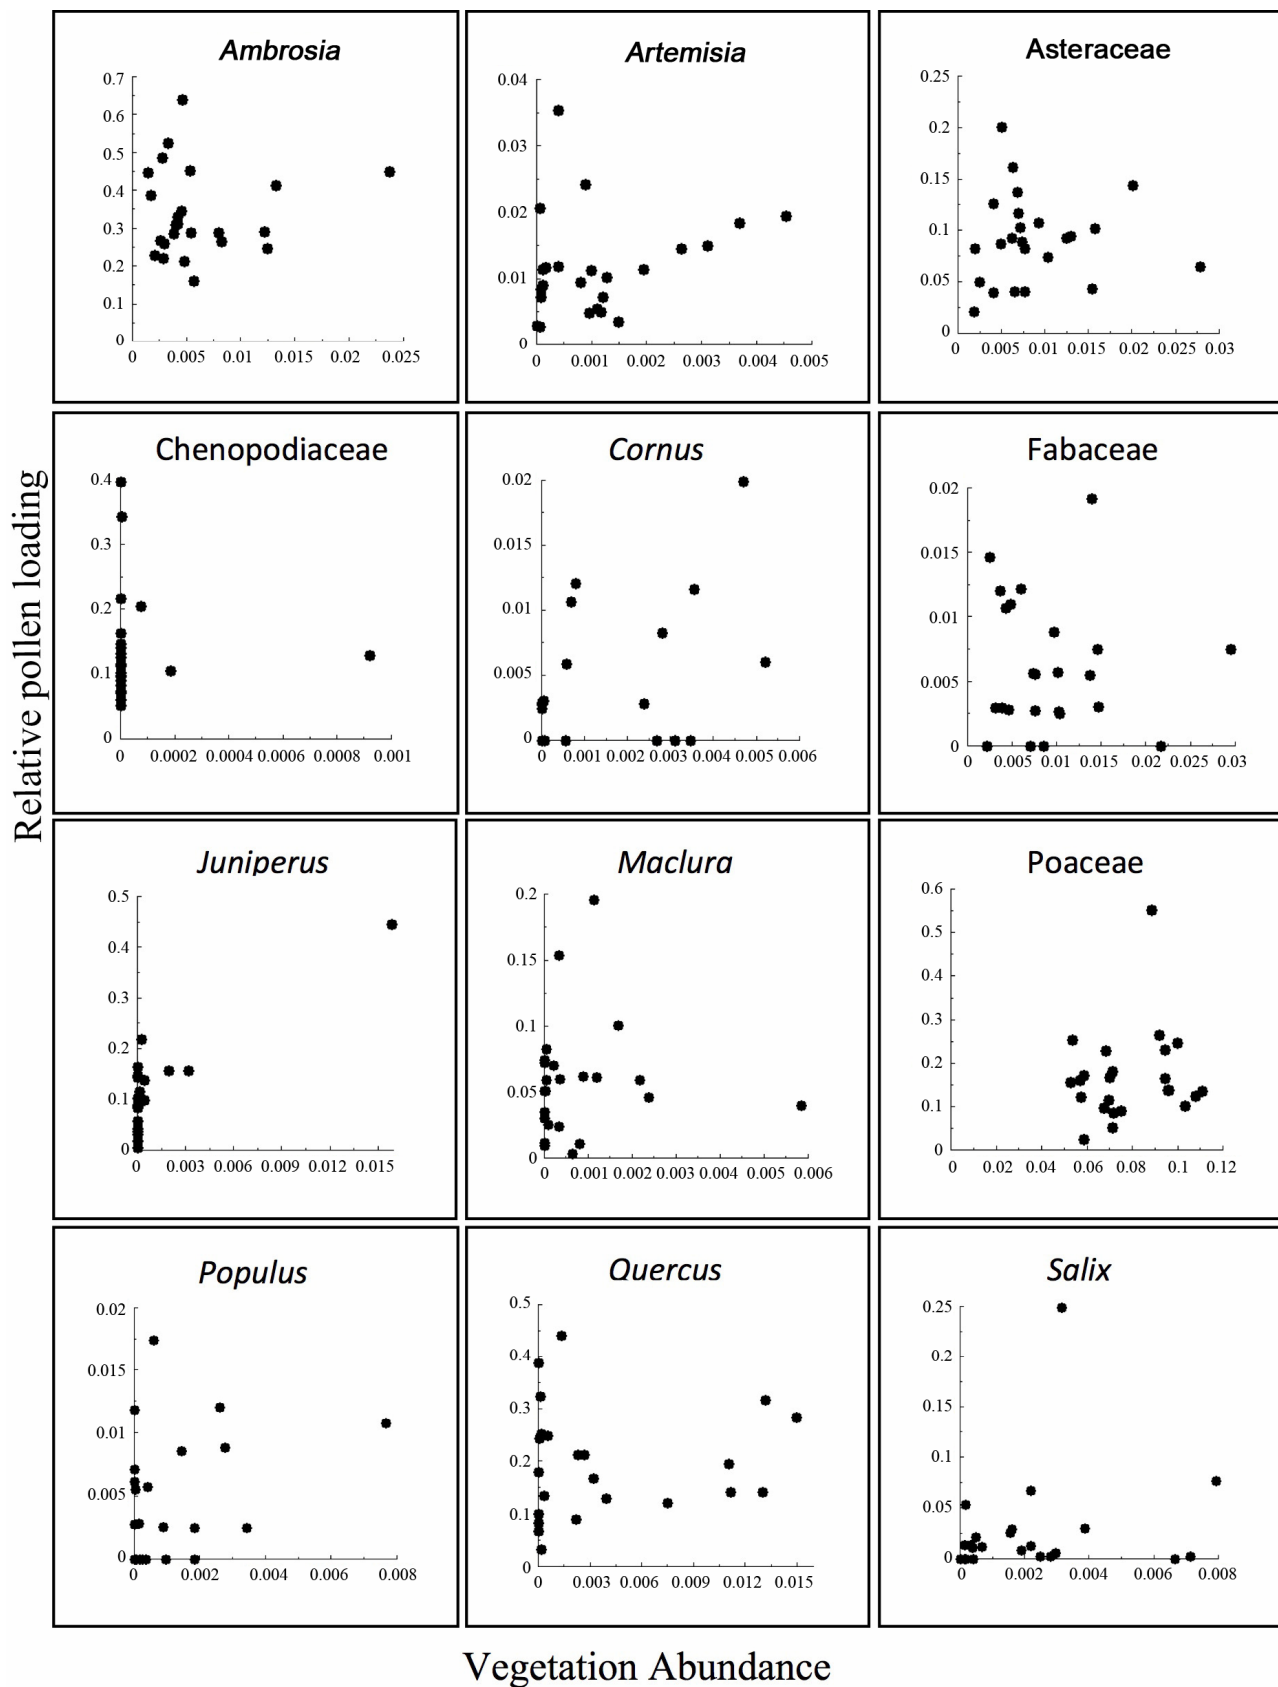 Relative pollen loading
Ambrosia
0.7
0.6
0.5
0.4
0.3
0.2
0.1
0
0 0.005 0.01 0.015 0.02 0.025
Artemisia
0.04
0.03
0.02
0.01
0
0 0.001 0.002 0.003 0.004 0.005
Asteraceae
0.25
0.2
0.15
0.1
0.05
0
0 0.005 0.01 0.015 0.02 0.025 0.03
Chenopodiaceae
0.4
0.3
0.2
0.1
0
0 0.0002 0.0004 0.0006 0.0008 0.001
Cornus
0.02
0.015
0.01
0.005
0
0 0.001 0.002 0.003 0.004 0.005 0.006
Fabaceae
0.02
0.015
0.01
0.005
0
0 0.005 0.01 0.015 0.02 0.025 0.03
Juniperus
0.5
0.4
0.3
0.2
0.1
0
0 0.003 0.006 0.009 0.012 0.015
Maclura
0.2
0.15
0.1
0.05
0
0 0.001 0.002 0.003 0.004 0.005 0.006
Poaceae
0.6
0.5
0.4
0.3
0.2
0.1
0
0 0.02 0.04 0.06 0.08 0.1 0.12
Populus
0.02
0.015
0.01
0.005
0
0 0.002 0.004 0.006 0.008
Quercus
0.5
0.4
0.3
0.2
0.1
0
0 0.003 0.006 0.009 0.012 0.015
Salix
0.25
0.2
0.15
0.1
0.05
0
0 0.002 0.004 0.006 0.008
Vegetation Abundance